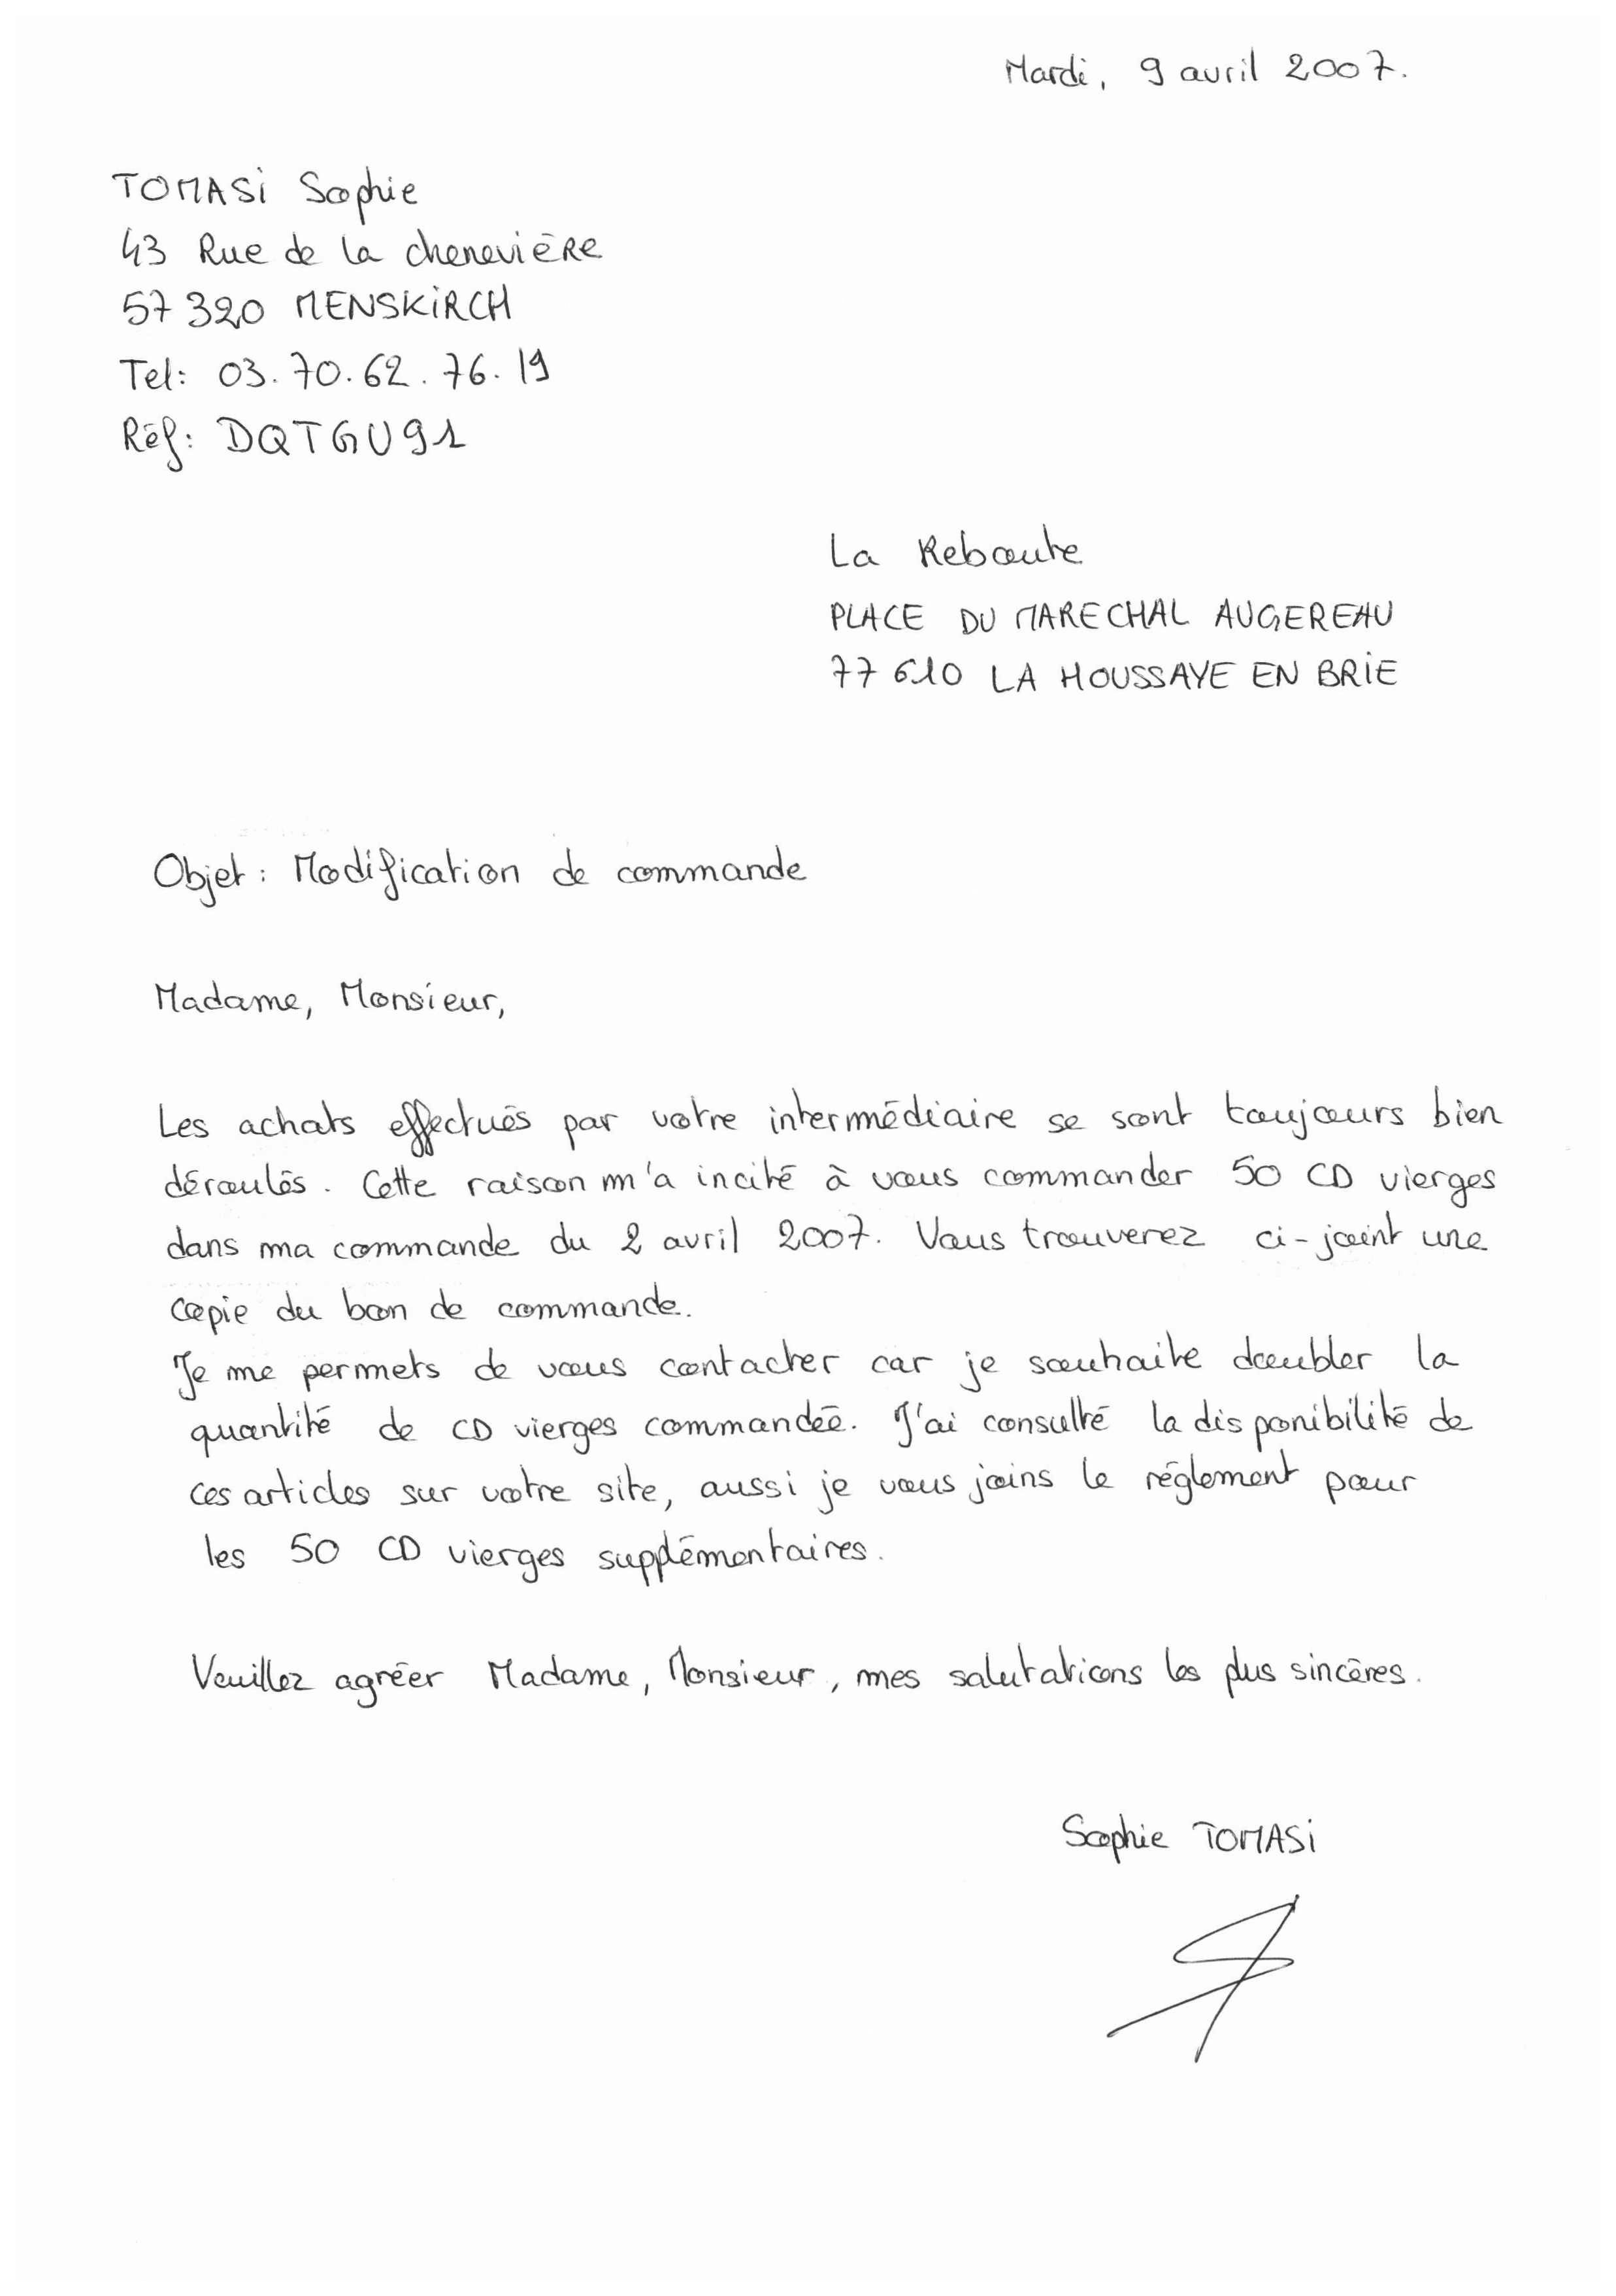 Mardi, 9 avril 2007.
TOMASI Sophie
43 Rue de la chenevière
57 320 MENSKIRCH
Tel: 03.70.62.76.19
Réf: DQTGU91
La Reboute
PLACE DU MARECHAL AUGEREAU
77 610 LA HOUSSAYE EN BRIE
Objet : Modification de commande
Madame, Monsieur,
Les achats effectués par votre intermédiaire se sont toujours bien
déroulés. Cette raison m'a incité à vous commander 50 CD vierges
dans ma commande du 2 avril 2007. Vous trouverez ci-joint une
copie du bon de commande.
Je me permets de vous contacter car je souhaite doubler la
quantité de CD vierges commandée. J'ai consulté la disponibilité de
ces articles sur votre site, aussi je vous joins le réglement pour
les 50 CD vierges supplémentaires.
Veuillez agréer Madame, Monsieur, mes salutations les plus sincères.
Sophie TOMASI